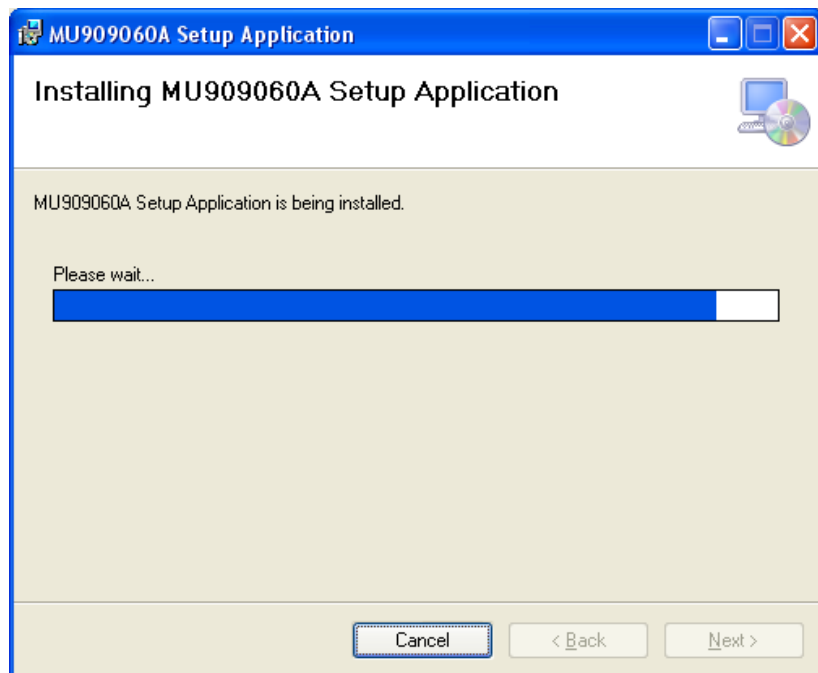 MU909060A Setup Application
Installing MU909060A Setup Application
MU909060A Setup Application is being installed.
Please wait...
Cancel
< Back
Next >